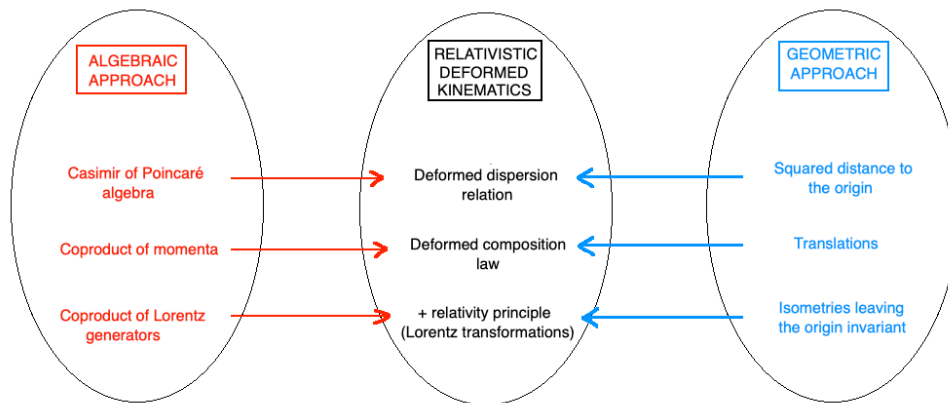 ALGEBRAIC
APPROACH
Casimir of Poincaré
algebra
Coproduct of momenta
Coproduct of Lorentz
generators
RELATIVISTIC
DEFORMED
KINEMATICS
Deformed dispersion
relation
Deformed composition
law
+ relativity principle
(Lorentz transformations)
GEOMETRIC
APPROACH
Squared distance to
the origin
Translations
Isometries leaving
the origin invariant